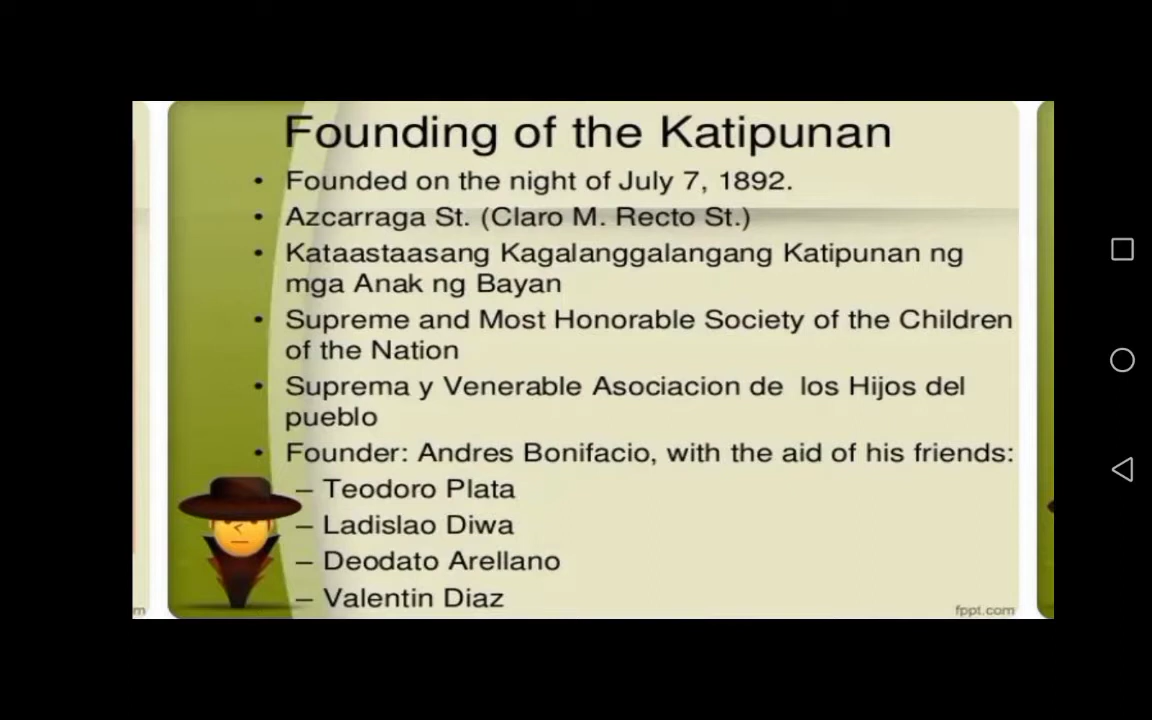 Founding of the Katipunan
• Founded on the night of July 7, 1892.
• Azcarraga St. (Claro M. Recto St.)
• Kataastaasang Kagalanggalangang Katipunan ng
mga Anak ng Bayan
• Supreme and Most Honorable Society of the Children
of the Nation
• Suprema y Venerable Asociacion de los Hijos del
pueblo
• Founder: Andres Bonifacio, with the aid of his friends:
– Teodoro Plata
– Ladislao Diwa
– Deodato Arellano
– Valentin Diaz
m
fppt.com